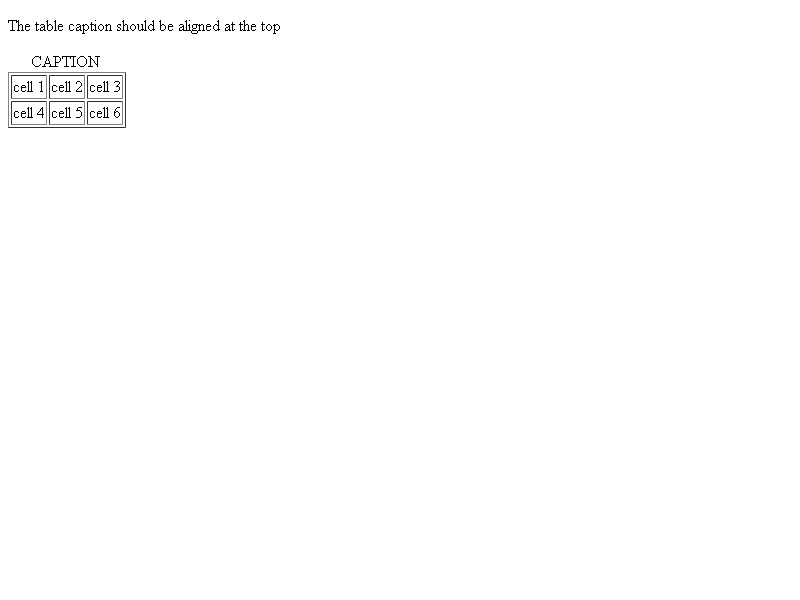 The table caption should be aligned at the top
CAPTION
cell 1 cell 2 cell 3
cell 4 cell 5 cell 6